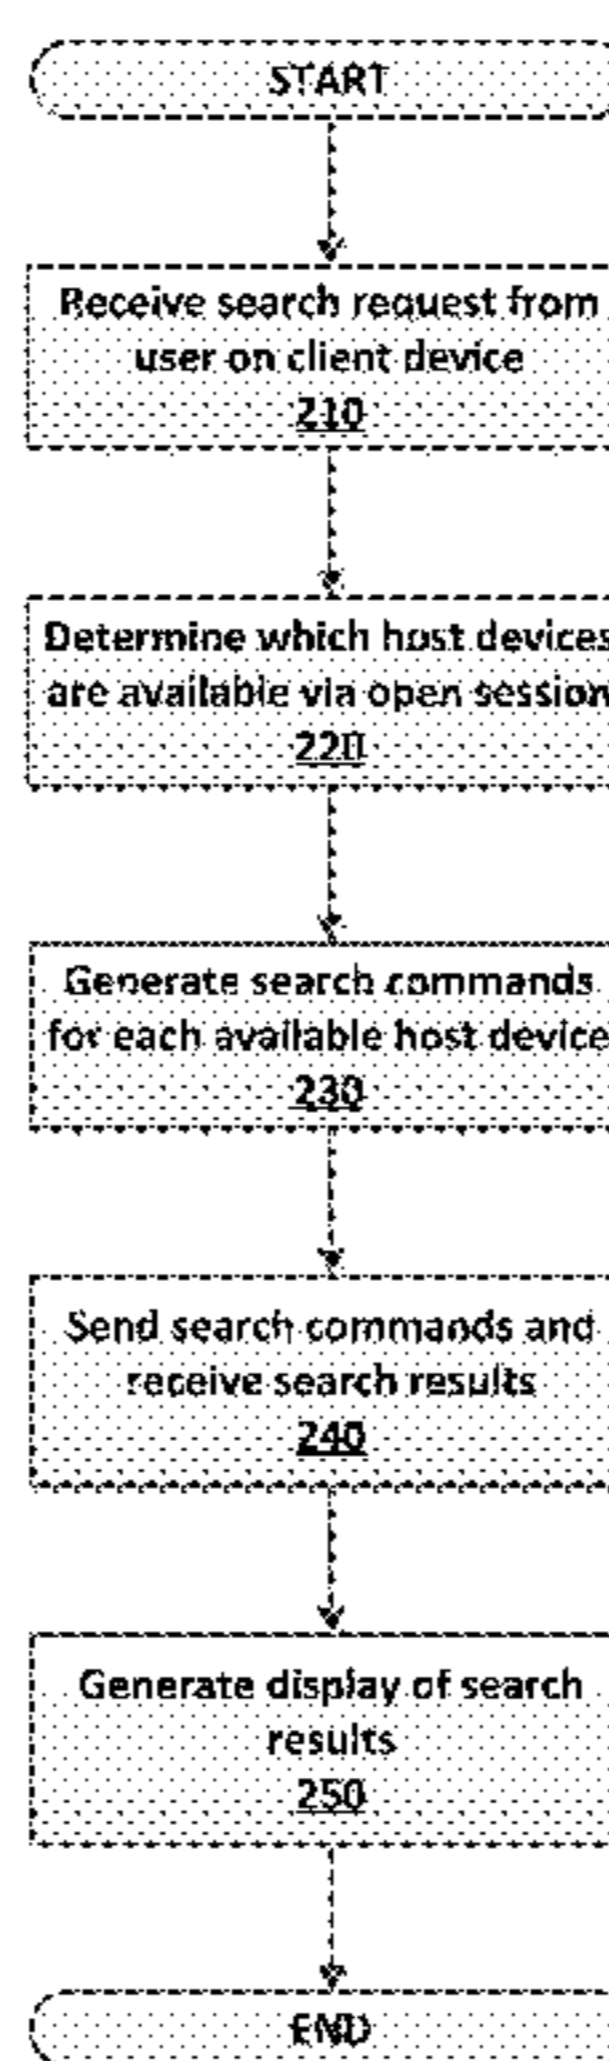 START
Receive search request from
user on client device
210
Determine which host devices
are available via open session
220
Generate search commands
for each available host device
230
Send search commands and
receive search results
240
Generate display of search
results
250
END